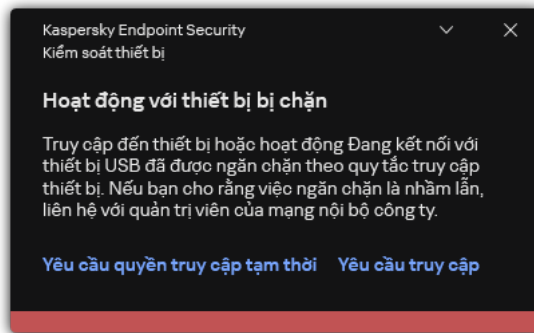 Kaspersky Endpoint Security
Kiểm soát thiết bị
Hoạt động với thiết bị bị chặn
Truy cập đến thiết bị hoặc hoạt động Đang kết nối với
thiết bị USB đã được ngăn chặn theo quy tắc truy cập
thiết bị. Nếu bạn cho rằng việc ngăn chặn là nhầm lẫn,
liên hệ với quản trị viên của mạng nội bộ công ty.
Yêu cầu quyền truy cập tạm thời Yêu cầu truy cập